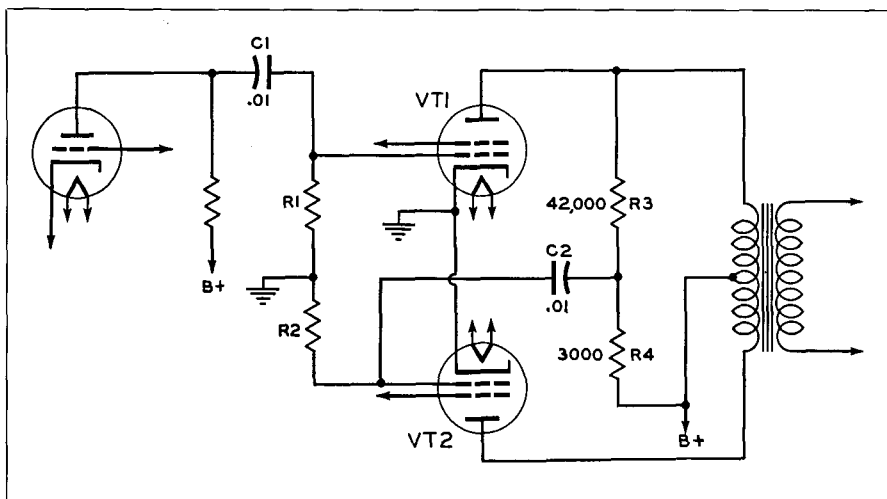 C1
.01
VT1
R1
42,000 R3
C2
.01
B+
R2
3000 R4
VT2
B+